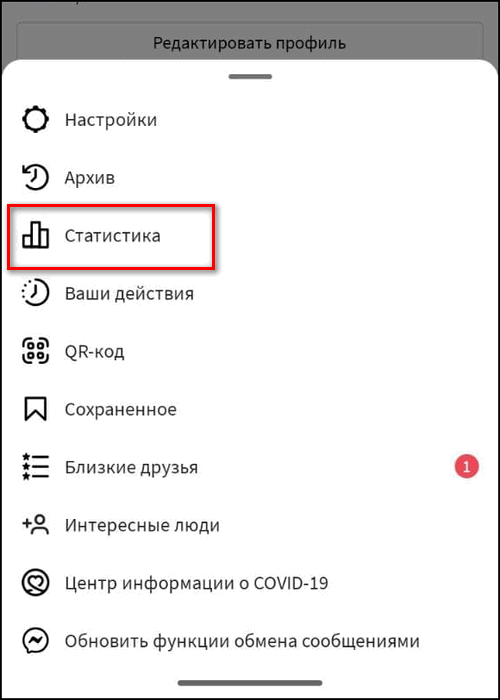 Редактировать профиль
Настройки
Архив
Статистика
Ваши действия
QR-код
Сохраненное
Близкие друзья 1
Интересные люди
Центр информации о COVID-19
Обновить функции обмена сообщениями